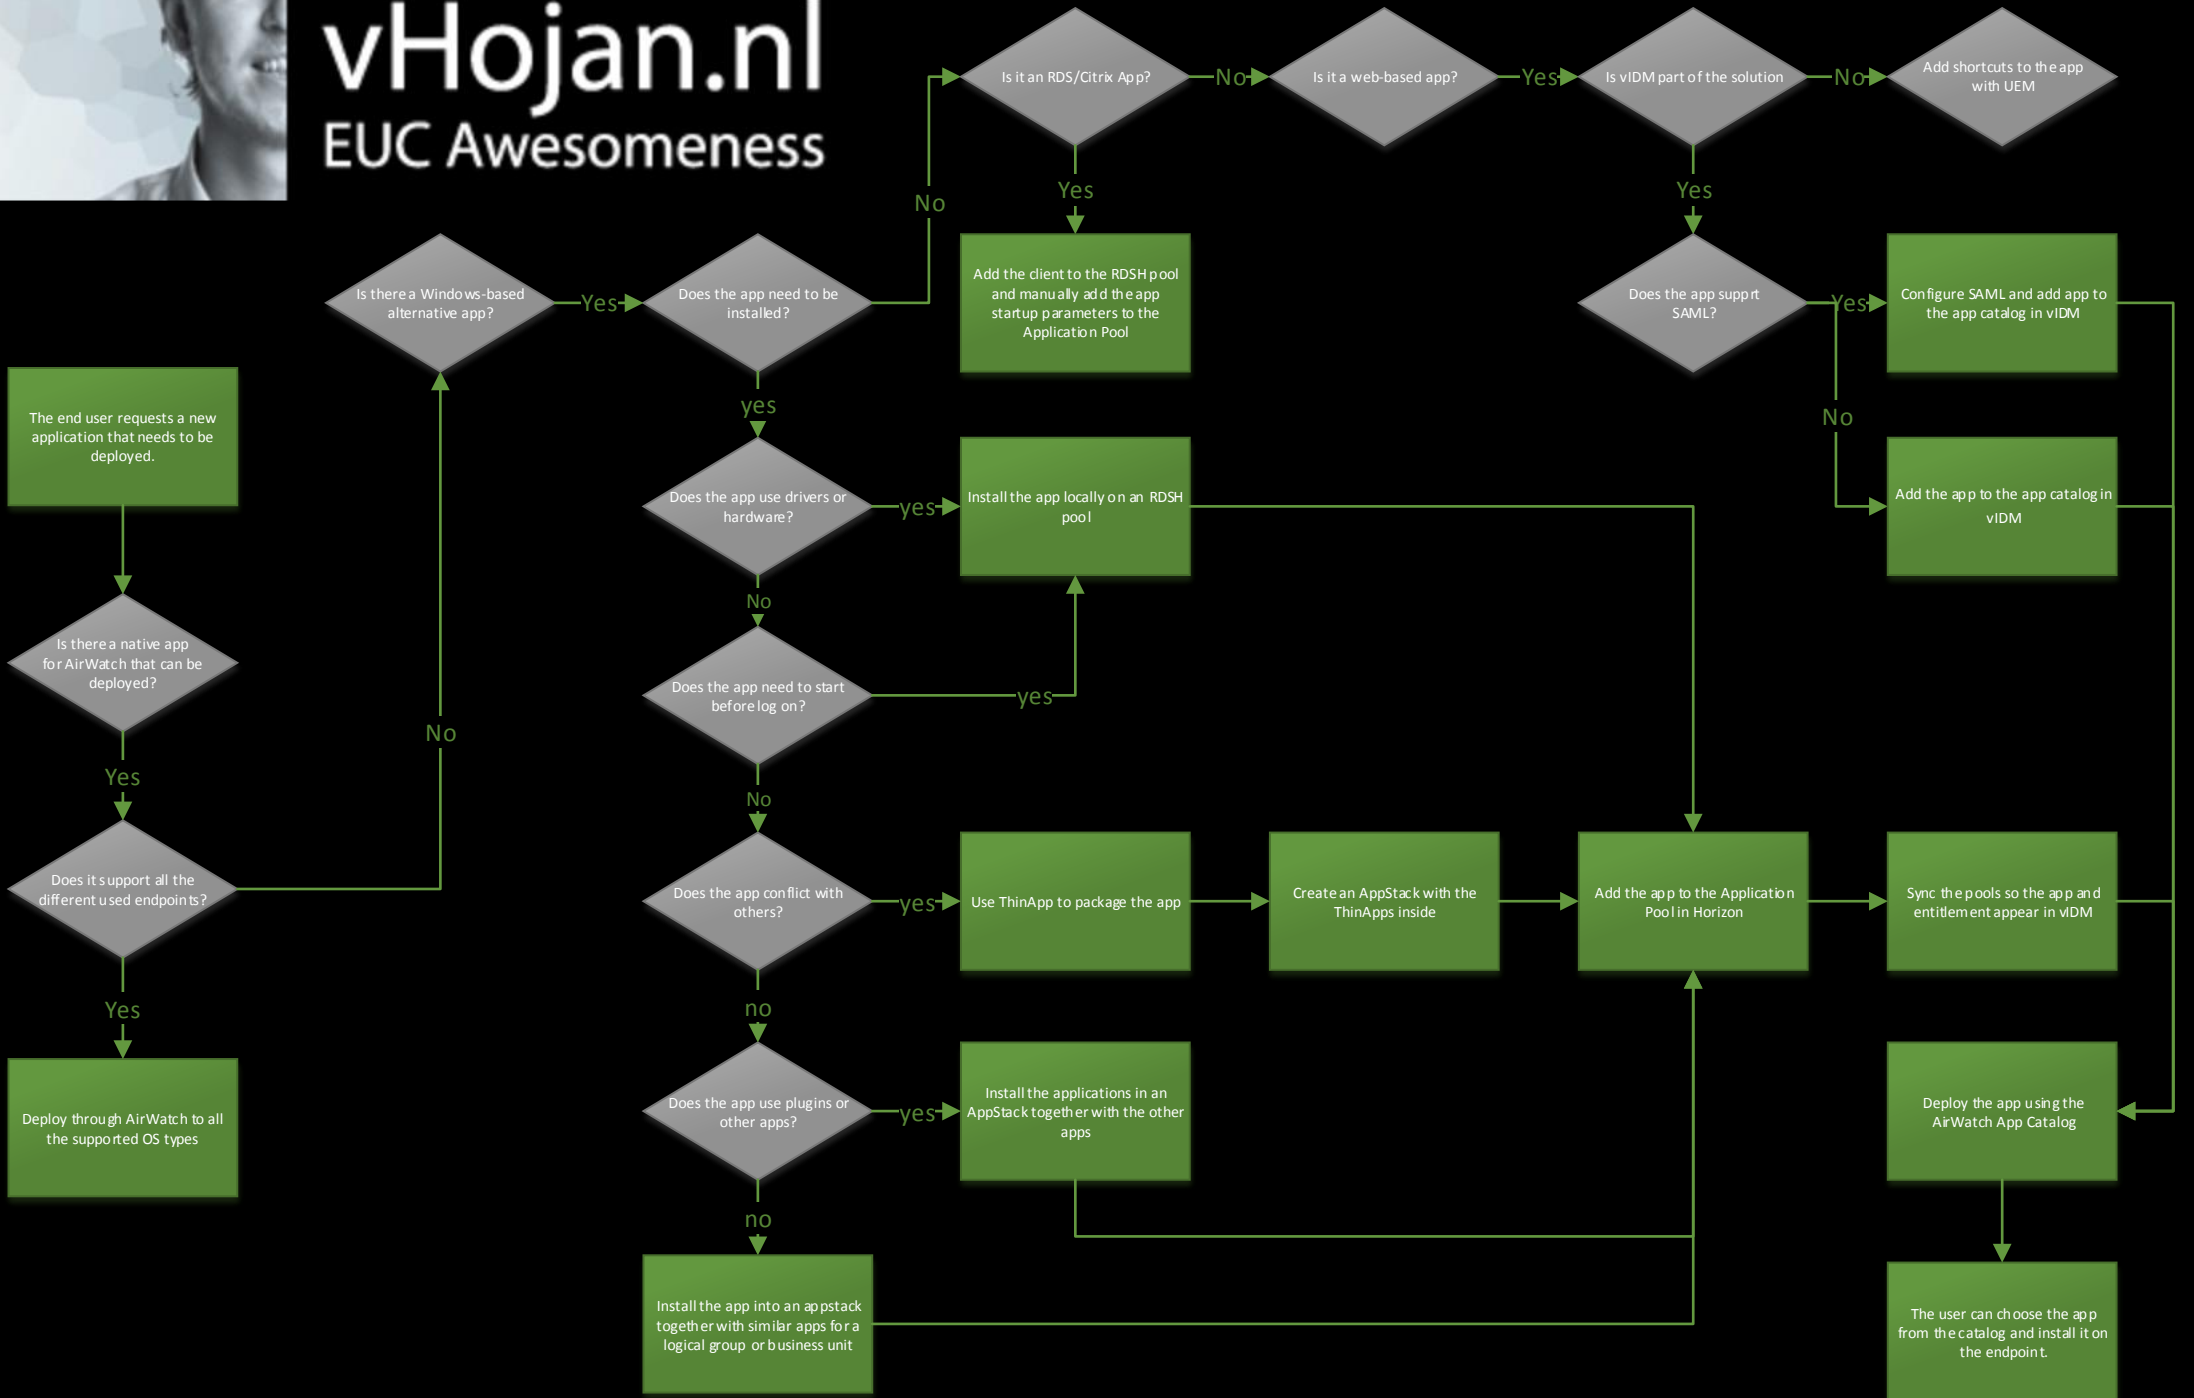 vHojan.nl
EUC Awesomeness
Is it an RDS/Citrix App?
No
Is it a web-based app?
Yes
Is vIDM part of the solution
No
Add shortcuts to the app
with UEM
Yes
Yes
No
Is there a Windows-based
alternative app?
Yes
Does the app need to be
installed?
Add the client to the RDSH pool
and manually add the app
startup parameters to the
Application Pool
Does the app supprt
SAML?
Yes
Configure SAML and add app to
the app catalog in vIDM
The end user requests a new
application that needs to be
deployed.
yes
No
Does the app use drivers or
hardware?
yes
Install the app locally on an RDSH
pool
Add the app to the app catalog in
vIDM
No
Is there a native app
for AirWatch that can be
deployed?
Does the app need to start
before log on?
yes
No
Yes
No
Does it support all the
different used endpoints?
Does the app conflict with
others?
yes
Use ThinApp to package the app
Create an AppStack with the
ThinApps inside
Add the app to the Application
Pool in Horizon
Sync the pools so the app and
entitlement appear in vIDM
Yes
no
Deploy through AirWatch to all
the supported OS types
Does the app use plugins or
other apps?
yes
Install the applications in an
AppStack together with the other
apps
Deploy the app using the
AirWatch App Catalog
no
Install the app into an appstack
together with similar apps for a
logical group or business unit
The user can choose the app
from the catalog and install it on
the endpoint.